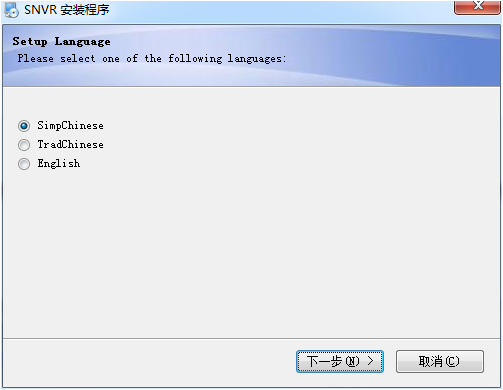 SNVR 安装程序
Setup Language
Please select one of the following languages:
SimpChinese
TradChinese
English
下一步(N) >
取消(C)